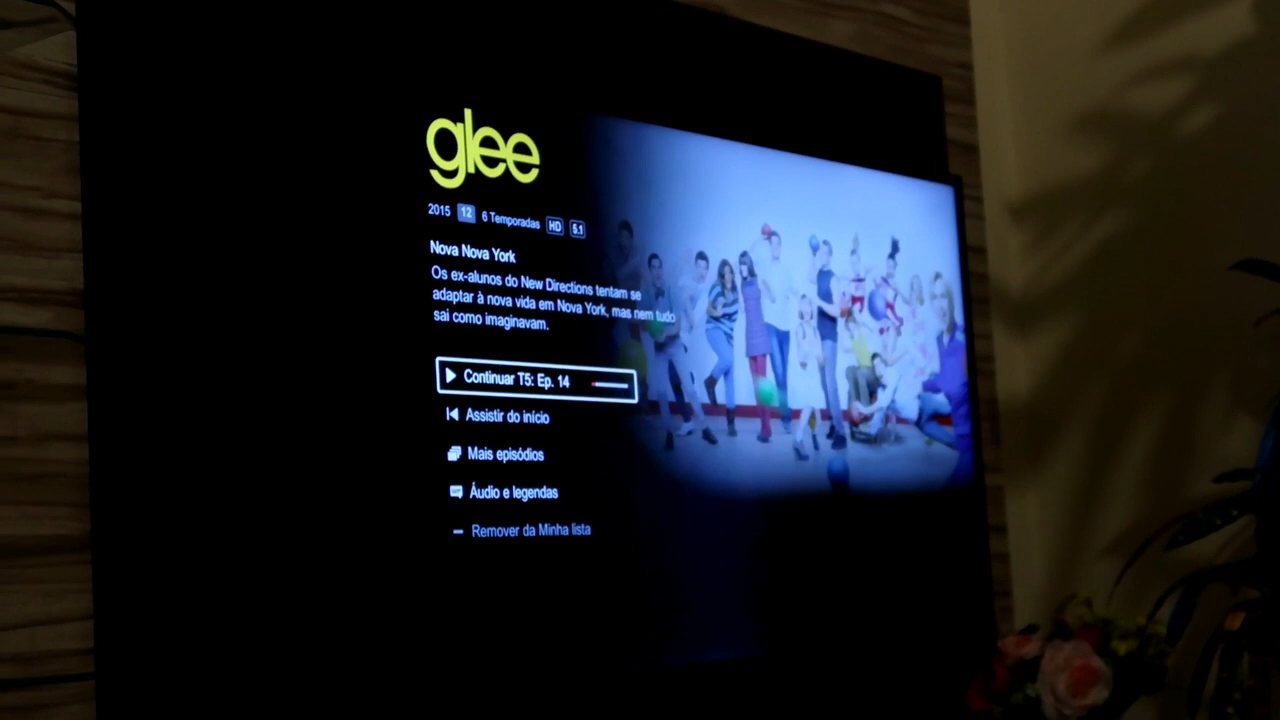 glee
2015 12 6 Temporadas HD 5.1
Nova Nova York
Os ex-alunos do New Directions tentam se
adaptar à nova vida em Nova York, mas nem tudo
sai como imaginavam.
Continuar T5: Ep. 14
Assistir do início
Mais episódios
Áudio e legendas
Remover da Minha lista